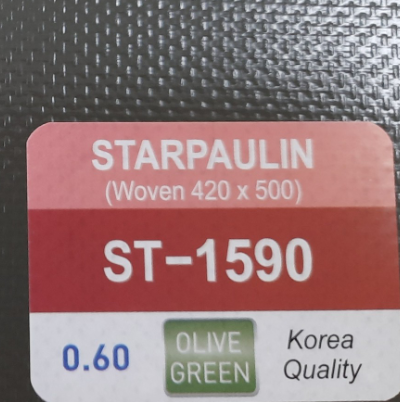 STARPAULIN
(Woven 420 x 500)
ST-1590
0.60
OLIVE
GREEN
Korea
Quality